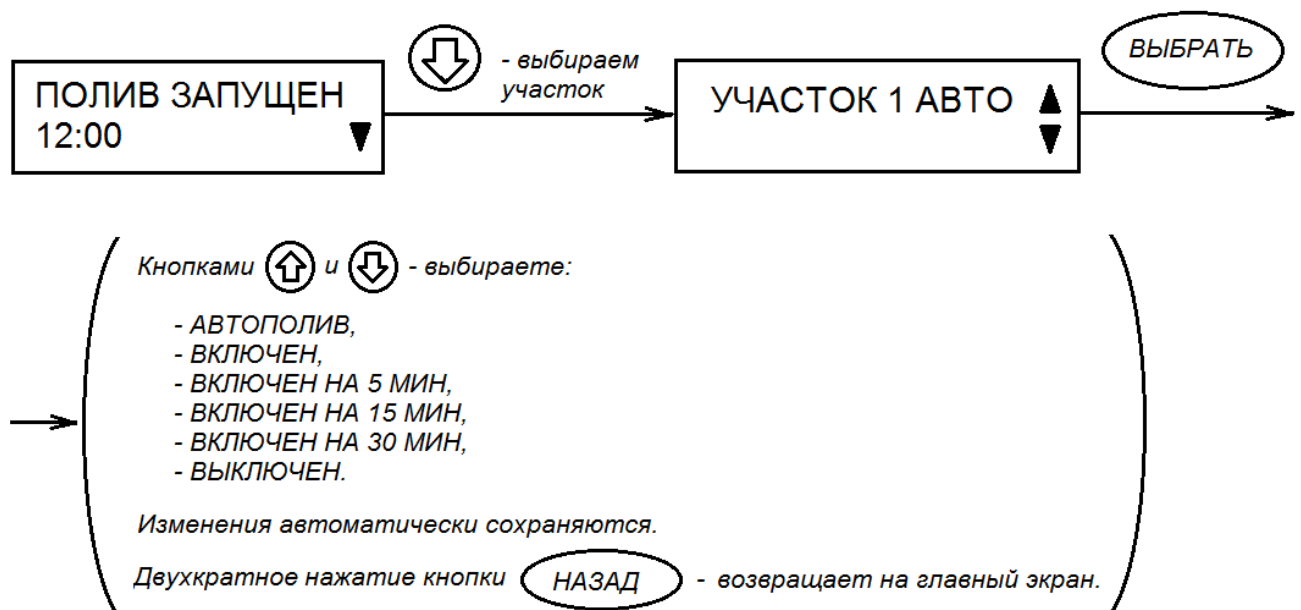 ПОЛИВ ЗАПУЩЕН
12:00
- выбираем
участок
УЧАСТОК 1 АВТО
ВЫБРАТЬ
Кнопками и - выбираете:
- АВТОПОЛИВ,
- ВКЛЮЧЕН,
- ВКЛЮЧЕН НА 5 МИН,
- ВКЛЮЧЕН НА 15 МИН,
- ВКЛЮЧЕН НА 30 МИН,
- ВЫКЛЮЧЕН.
Изменения автоматически сохраняются.
Двухкратное нажатие кнопки НАЗАД - возвращает на главный экран.